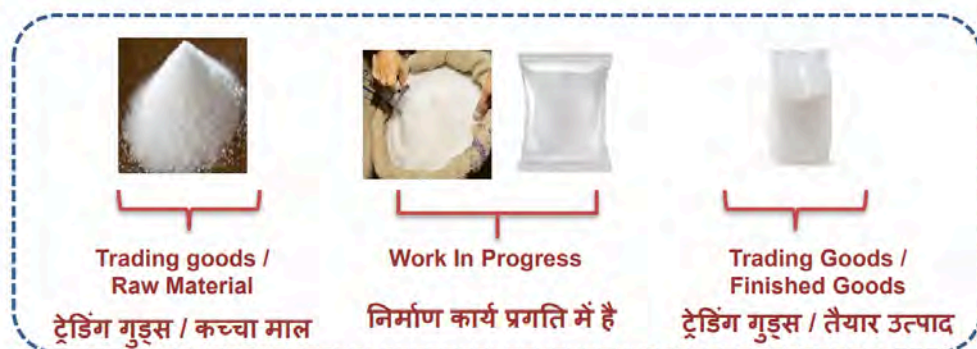 Trading goods /
Raw Material
ट्रेडिंग गुड्स / कच्चा माल
Work In Progress
निर्माण कार्य प्रगति में है
Trading Goods /
Finished Goods
ट्रेडिंग गुड्स / तैयार उत्पाद